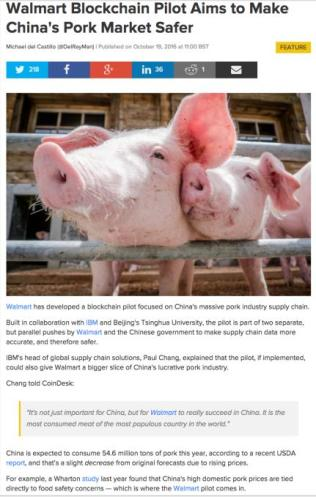 Walmart Blockchain Pilot Aims to Make
China's Pork Market Safer
Michael del Castillo (@DelRayMan) | Published on October 19, 2016 at 11:00 BST
FEATURE
218
36
1
Walmart has developed a blockchain pilot focused on China's massive pork industry supply chain.
Built in collaboration with IBM and Beijing's Tsinghua University, the pilot is part of two separate,
but parallel pushes by Walmart and the Chinese government to make supply chain data more
accurate, and therefore safer.
IBM's head of global supply chain solutions, Paul Chang, explained that the pilot, if implemented,
could also give Walmart a bigger slice of China's lucrative pork industry.
Chang told CoinDesk:
"It's not just important for China, but for Walmart to really succeed in China. It is the
most consumed meat of the most populous country in the world."
China is expected to consume 54.6 million tons of pork this year, according to a recent USDA
report, and that's a slight decrease from original forecasts due to rising prices.
For example, a Wharton study last year found that China's high domestic pork prices are tied
directly to food safety concerns — which is where the Walmart pilot comes in.